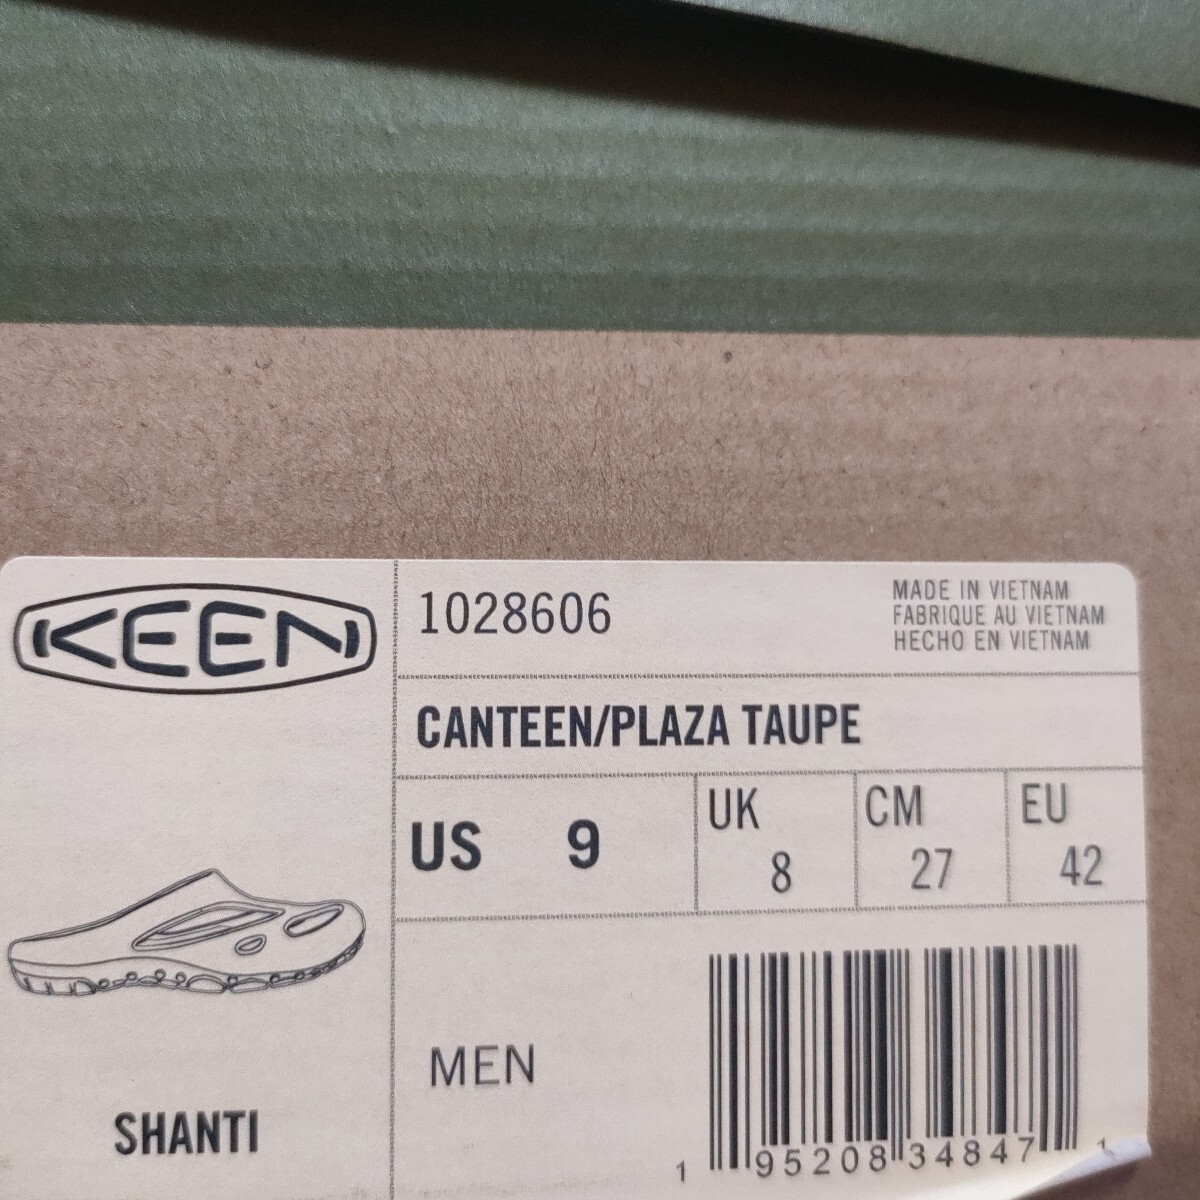 KEEN
1028606
MADE IN VIETNAM
FABRIQUE AU VIETNAM
HECHO EN VIETNAM
CANTEEN/PLAZA TAUPE
US 9
UK 8
CM 27
EU 42
MEN
SHANTI
1 95208 34847 1